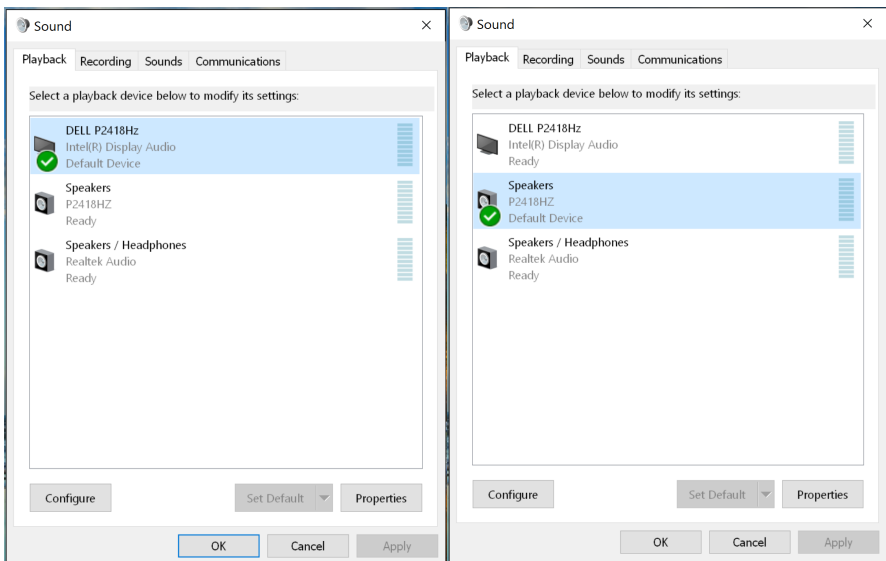 Sound
Playback Recording Sounds Communications
Select a playback device below to modify its settings:
DELL P2418Hz
Intel(R) Display Audio
Default Device
Speakers
P2418HZ
Ready
Speakers / Headphones
Realtek Audio
Ready
Configure Set Default Properties
OK Cancel Apply
Sound
Playback Recording Sounds Communications
Select a playback device below to modify its settings:
DELL P2418Hz
Intel(R) Display Audio
Ready
Speakers
P2418HZ
Default Device
Speakers / Headphones
Realtek Audio
Ready
Configure Set Default Properties
OK Cancel Apply